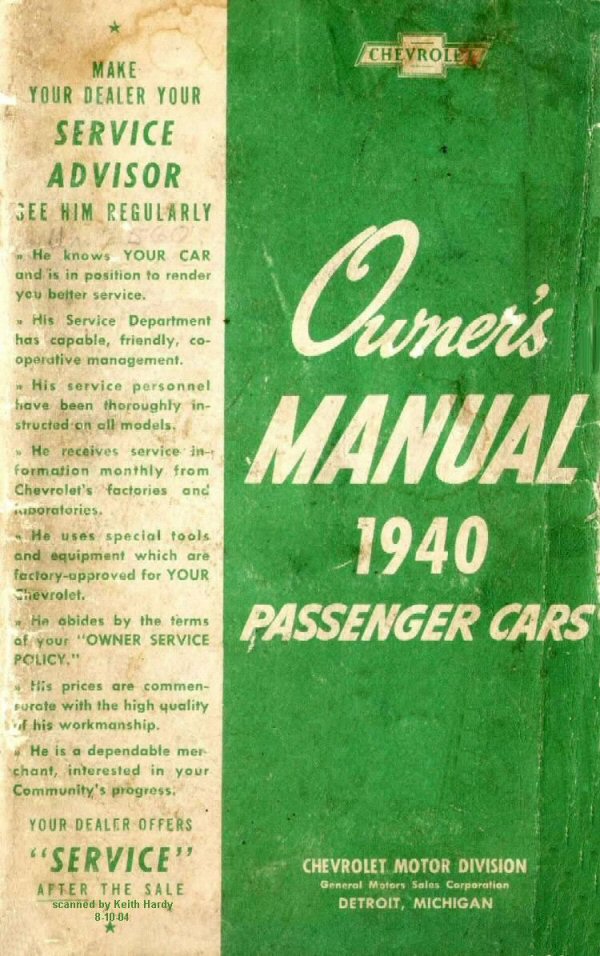 MAKE
YOUR DEALER YOUR
SERVICE
ADVISOR
SEE HIM REGULARLY
» He knows YOUR CAR
and is in position to render
you better service.
» His Service Department
has capable, friendly, co-
operative management.
» His service personnel
have been thoroughly in-
structed on all models.
» He receives service in-
formation monthly from
Chevrolet's factories and
laboratories.
» He uses special tools
and equipment which are
factory-approved for YOUR
Chevrolet.
» He abides by the terms
of your "OWNER SERVICE
POLICY."
» His prices are commen-
surate with the high quality
of his workmanship.
» He is a dependable mer-
chant, interested in your
Community's progress.
YOUR DEALER OFFERS
"SERVICE"
AFTER THE SALE
scanned by Keith Hardy
8-10-04
CHEVROLET
Owner's
MANUAL
1940
PASSENGER CARS
CHEVROLET MOTOR DIVISION
General Motors Sales Corporation
DETROIT, MICHIGAN